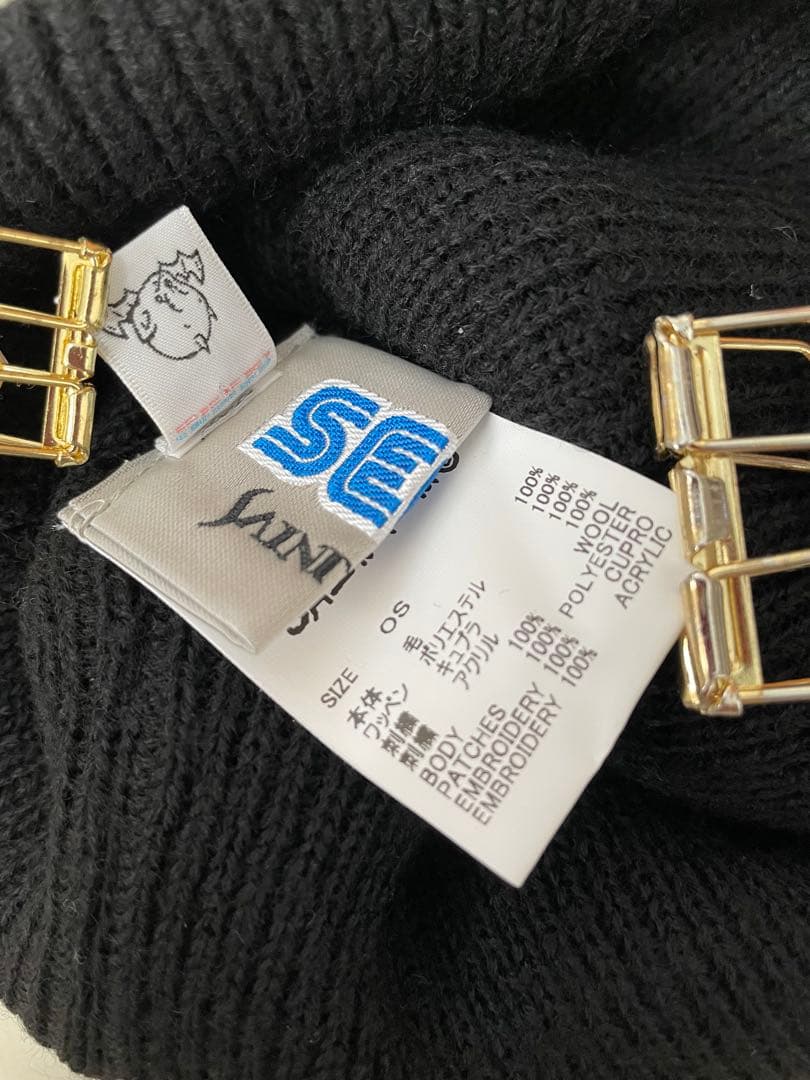 SE
SAINT
SIZE OS
本体 毛 100%
ワッペン ポリエステル 100%
刺繍 キュプラ 100%
刺繍 アクリル 100%
BODY 100% WOOL
PATCHES 100% POLYESTER
EMBROIDERY 100% CUPRO
EMBROIDERY 100% ACRYLIC